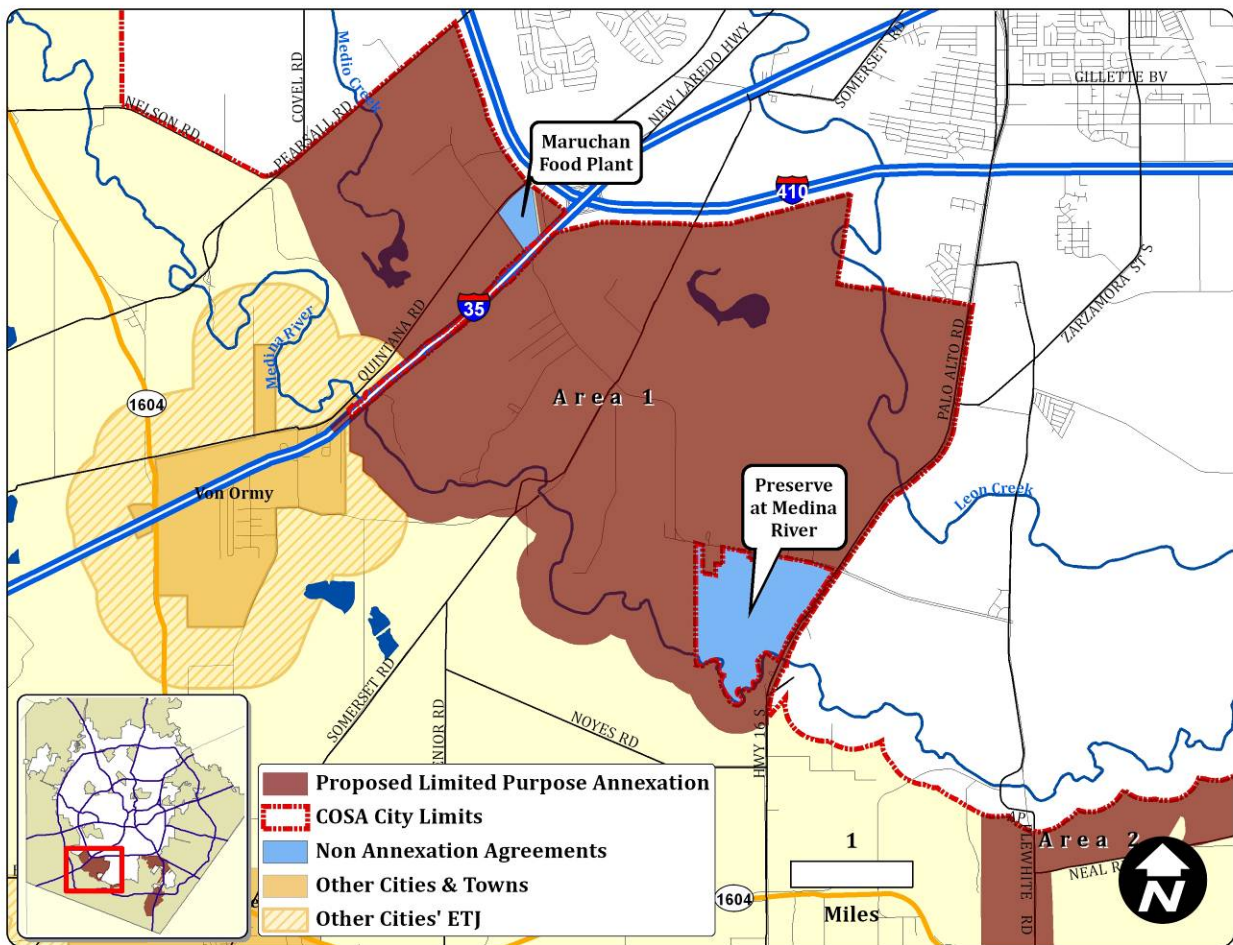 Medio Creek
COVEL RD
NELSON RD
PEARSALL RD
NEW LAREDO HWY
SOMERSET RD
GILLETTE BV
Maruchan
Food Plant
410
35
QUINTANA RD
Medina River
1604
Area 1
PALO ALTO RD
ZARZAMORA ST S
Von Ormy
Preserve
at Medina
River
Leon Creek
SOMERSET RD
NOYES RD
HWY 16 S
Proposed Limited Purpose Annexation
COSA City Limits
Non Annexation Agreements
Other Cities & Towns
Other Cities' ETJ
1
Miles
1604
Area 2
NEAL R
RD
N